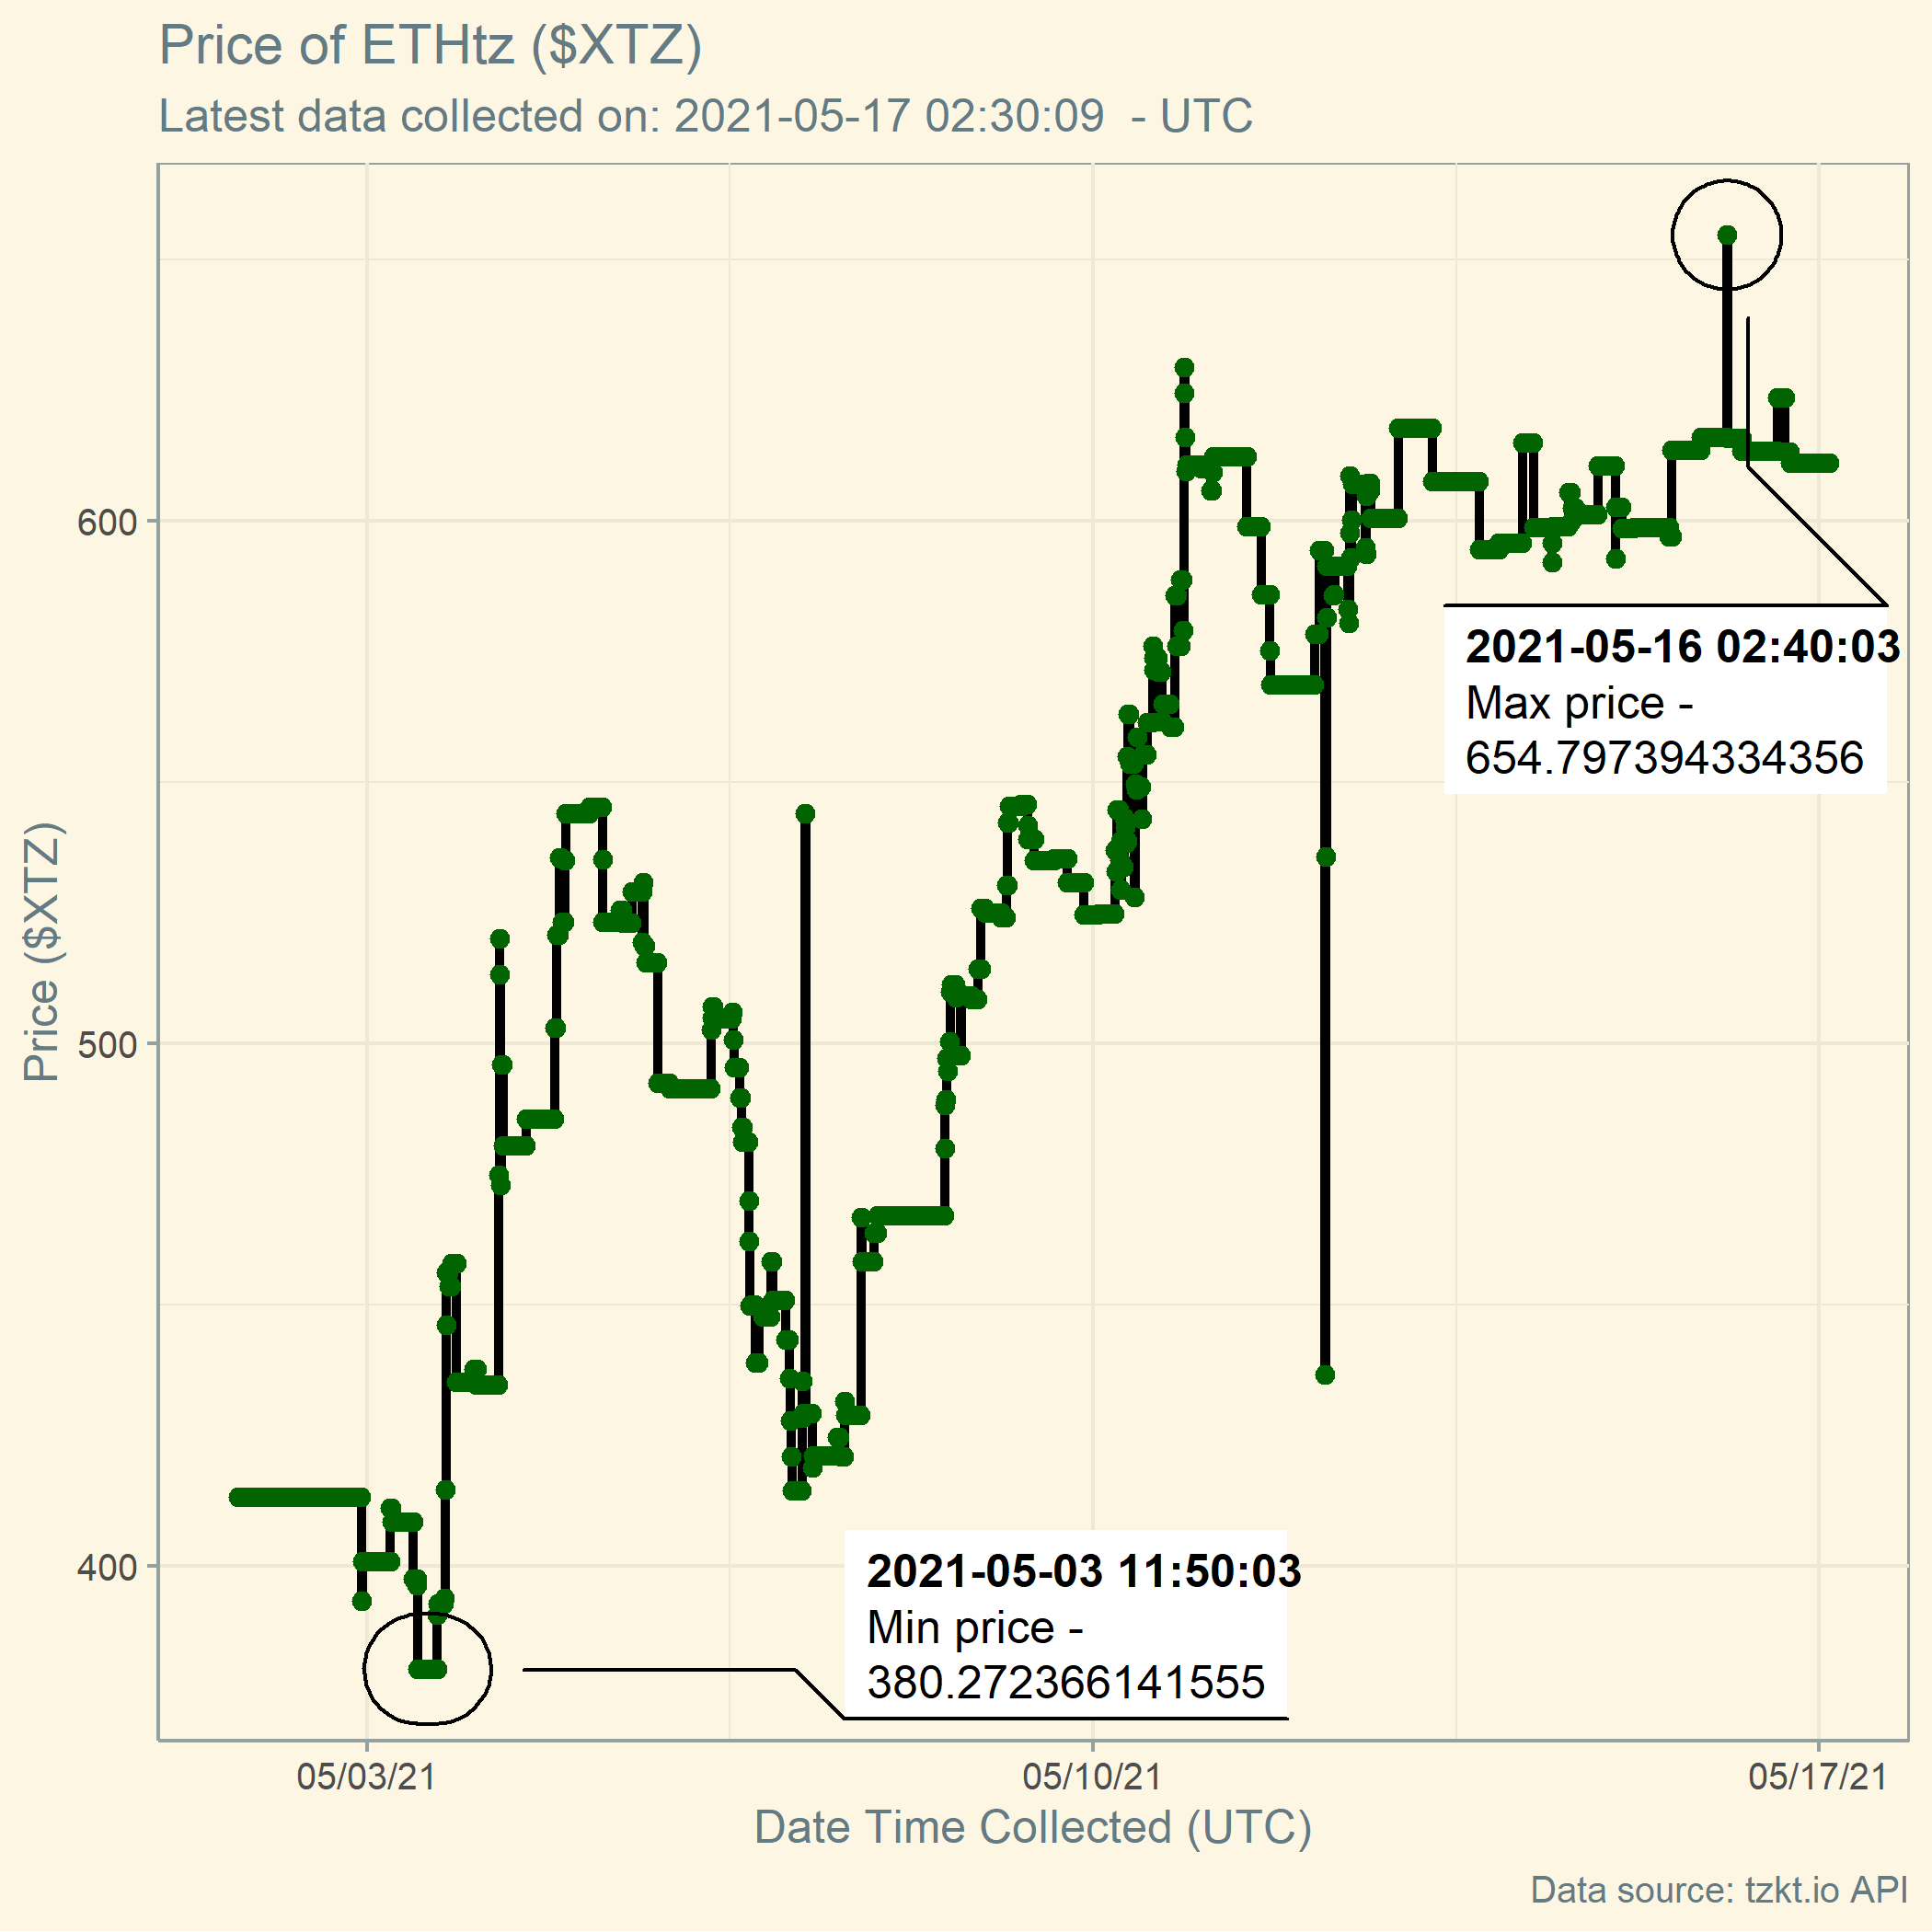 Price of ETHtz ($XTZ)
Latest data collected on: 2021-05-17 02:30:09  - UTC
600
500
400
Price ($XTZ)
2021-05-16 02:40:03
Max price -
654.797394334356
2021-05-03 11:50:03
Min price -
380.272366141555
05/03/21
05/10/21
05/17/21
Date Time Collected (UTC)
Data source: tzkt.io API